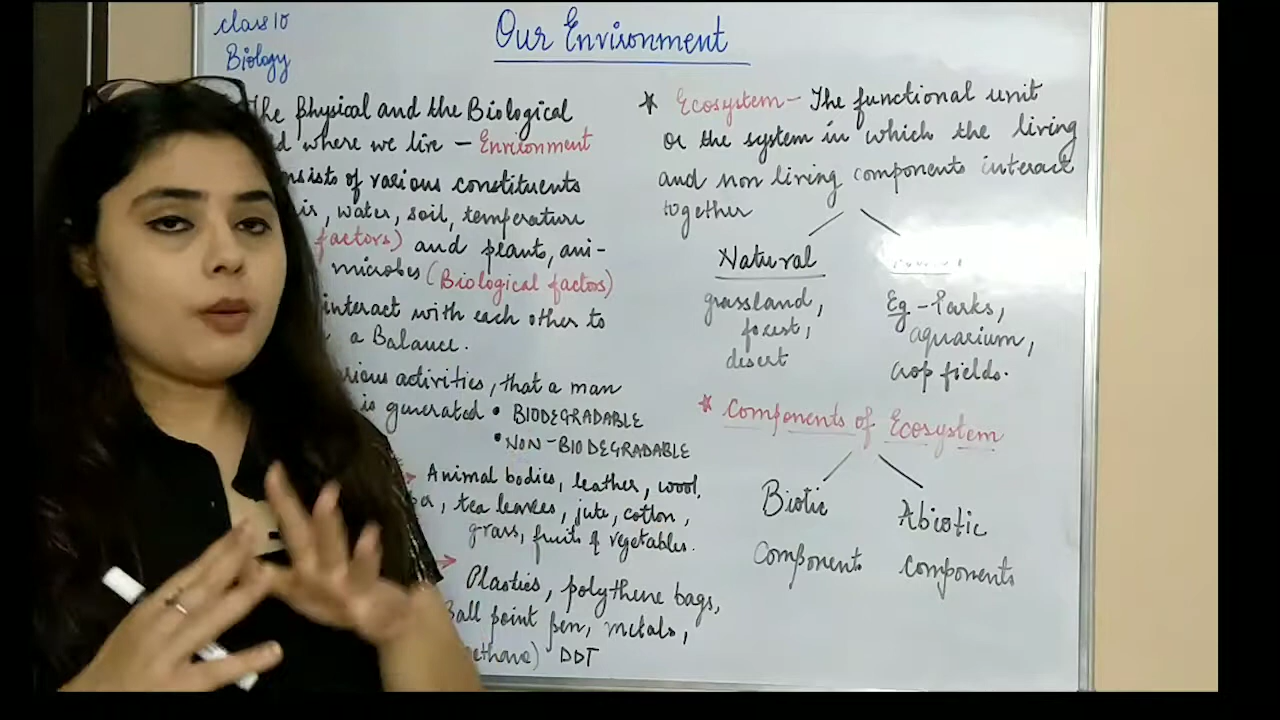 class 10
Biology
Our Environment
The Physical and the Biological
where we live – Environment
of various constituents
, water, soil, temperature
factors) and plants, ani-
microbes (Biological factors)
interact with each other to
a Balance.
activities, that a man
is generated • BIODEGRADABLE
• NON-BIODEGRADABLE
Animal bodies, leather, wool,
, tea leaves, jute, cotton,
grass, fruits & vegetables.
Plastics, polythene bags,
Ball point pen, metals,
DDT
★ Ecosystem – The functional unit
or the system in which the living
and non living components interact
together
Natural
grassland,
forest,
desert
Eg. – Parks,
aquarium,
crop fields.
* Components of Ecosystem
Biotic
Components
Abiotic
components